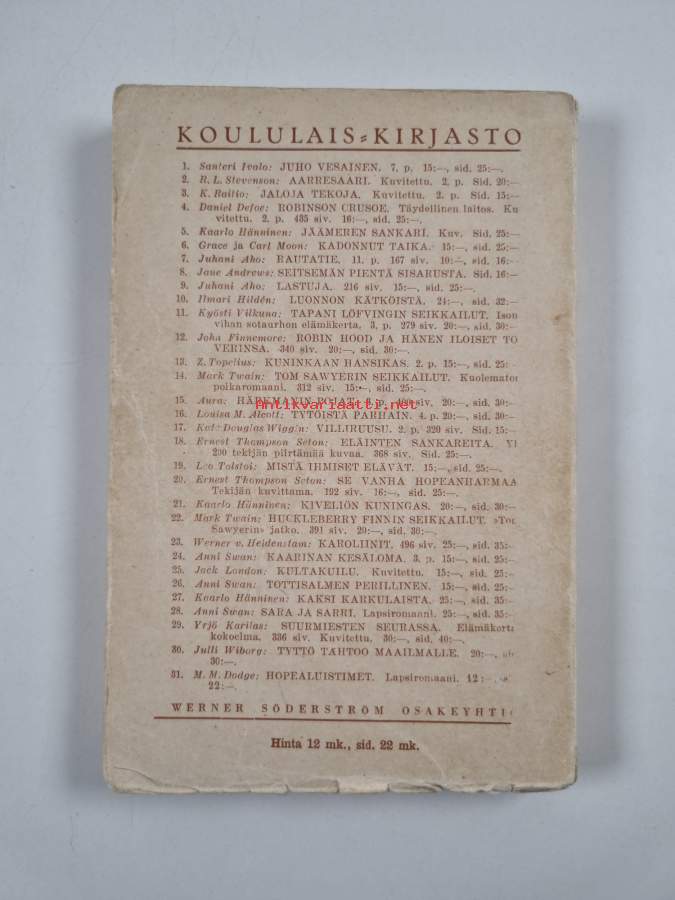 KOULULAIS=KIRJASTO
1. Santeri Ivalo: JUHO VESAINEN. 7. p. 15:—, sid. 25:—.
2. R. L. Stevenson: AARRESAARI. Kuvitettu. 2. p. Sid. 20:—
3. K. Raitio: JALOJA TEKOJA. Kuvitettu. 2. p. Sid. 15:—
4. Daniel Defoe: ROBINSON CRUSOE. Täydellinen laitos. Ku
vitettu. 2. p. 435 siv. 16:—, sid. 25:—.
5. Kaarlo Hänninen: JÄÄMEREN SANKARI. Kuv. Sid. 25:—
6. Grace ja Carl Moon: KADONNUT TAIKA. 15:—, sid. 25:—
7. Juhani Aho: RAUTATIE. 11. p. 167 siv. 10:—, sid. 16:—
8. Jane Andrews: SEITSEMÄN PIENTÄ SISARUSTA. Sid. 16:—
9. Juhani Aho: LASTUJA. 216 siv. 15:—, sid. 25:—.
10. Ilmari Hildén: LUONNON KÄTKÖISTÄ. 24:—, sid. 32:—
11. Kyösti Vilkuna: TAPANI LÖFVINGIN SEIKKAILUT. Ison
vihan sotaurhon elämäkerta. 3. p. 279 siv. 20:—, sid. 30:—
12. John Finnemore: ROBIN HOOD JA HÄNEN ILOISET TO
VERINSA. 340 siv. 20:—, sid. 30:—.
13. Z. Topelius: KUNINKAAN HANSIKAS. 2. p. 15:—, sid. 25:—
14. Mark Twain: TOM SAWYERIN SEIKKAILUT. Kuolematon
poikaromaani. 312 siv. 15:—, sid. 25:—.
15. Aura: HÄRKMANIN POJAT. p. siv. 20:—, sid. 30:—
Antikvariaatti.net
16. Louisa M. Alcott: TYTÖISTÄ PARHAIN. 4. p. 20:—, sid. 30:—
17. Kate Douglas Wiggin: VILLIRUUSU. 2. p. 320 siv. Sid. 15:—
18. Ernest Thompson Seton: ELÄINTEN SANKAREITA. Yl
200 tekijän piirtämää kuvaa. 368 siv. Sid. 25:—.
19. Leo Tolstoi: MISTÄ IHMISET ELÄVÄT. 15:—, sid. 25:—.
20. Ernest Thompson Seton: SE VANHA HOPEANHARMAA
Tekijän kuvittama. 192 siv. 16:—, sid. 25:—.
21. Kaarlo Hänninen: KIVELIÖN KUNINGAS. 20:—, sid. 30:—
22. Mark Twain: HUCKLEBERRY FINNIN SEIKKAILUT. »Tom
Sawyerin» jatko. 391 siv. 20:—, sid. 30:—.
23. Werner v. Heidenstam: KAROLIINIT. 496 siv. 25:—, sid. 35:—
24. Anni Swan: KAARINAN KESÄLOMA. 3. p. 15:—, sid. 25:—
25. Jack London: KULTAKUILU. Kuvitettu. 15:—, sid. 25:—
26. Anni Swan: TOTTISALMEN PERILLINEN. 15:—, sid. 25:—
27. Kaarlo Hänninen: KAKSI KARKULAISTA. 25:—, sid. 35:—
28. Anni Swan: SARA JA SARRI. Lapsiromaani. 25:—, sid. 35:—
29. Yrjö Karilas: SUURMIESTEN SEURASSA. Elämäkerta
kokoelma. 336 siv. Kuvitettu. 30:—, sid. 40:—.
30. Julli Wiborg: TYTTÖ TAHTOO MAAILMALLE. 20:—,
30:—.
31. M. M. Dodge: HOPEALUISTIMET. Lapsiromaani. 12:—,
22:—.
WERNER SÖDERSTRÖM OSAKEYHTIÖ
Hinta 12 mk., sid. 22 mk.